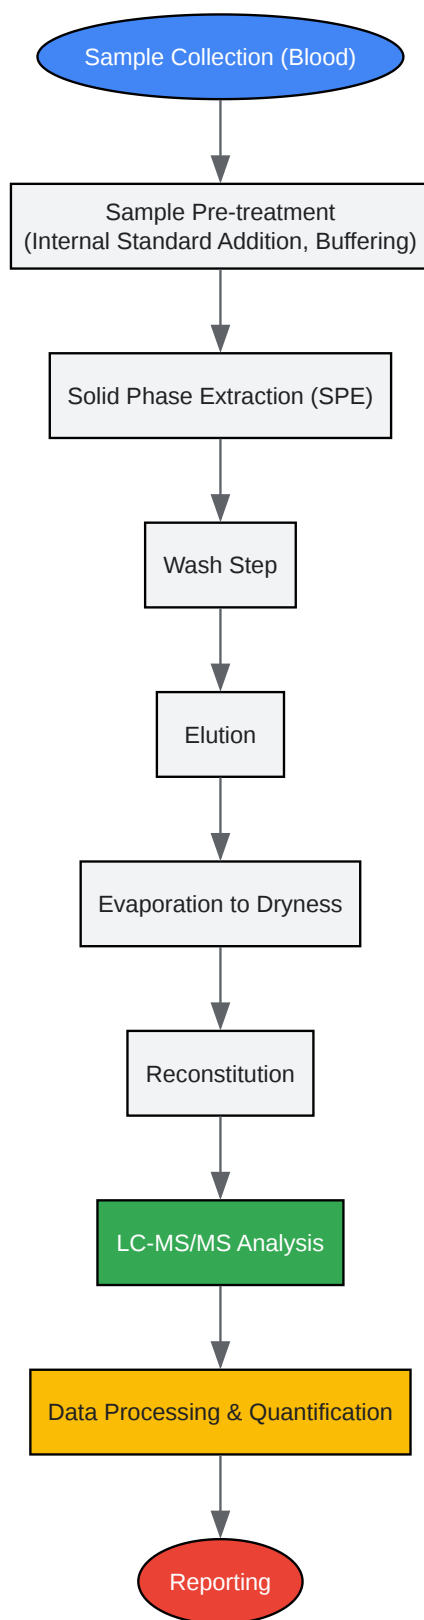 Sample Collection (Blood)
Sample Pre-treatment
(Internal Standard Addition, Buffering)
Solid Phase Extraction (SPE)
Wash Step
Elution
Evaporation to Dryness
Reconstitution
LC-MS/MS Analysis
Data Processing & Quantification
Reporting